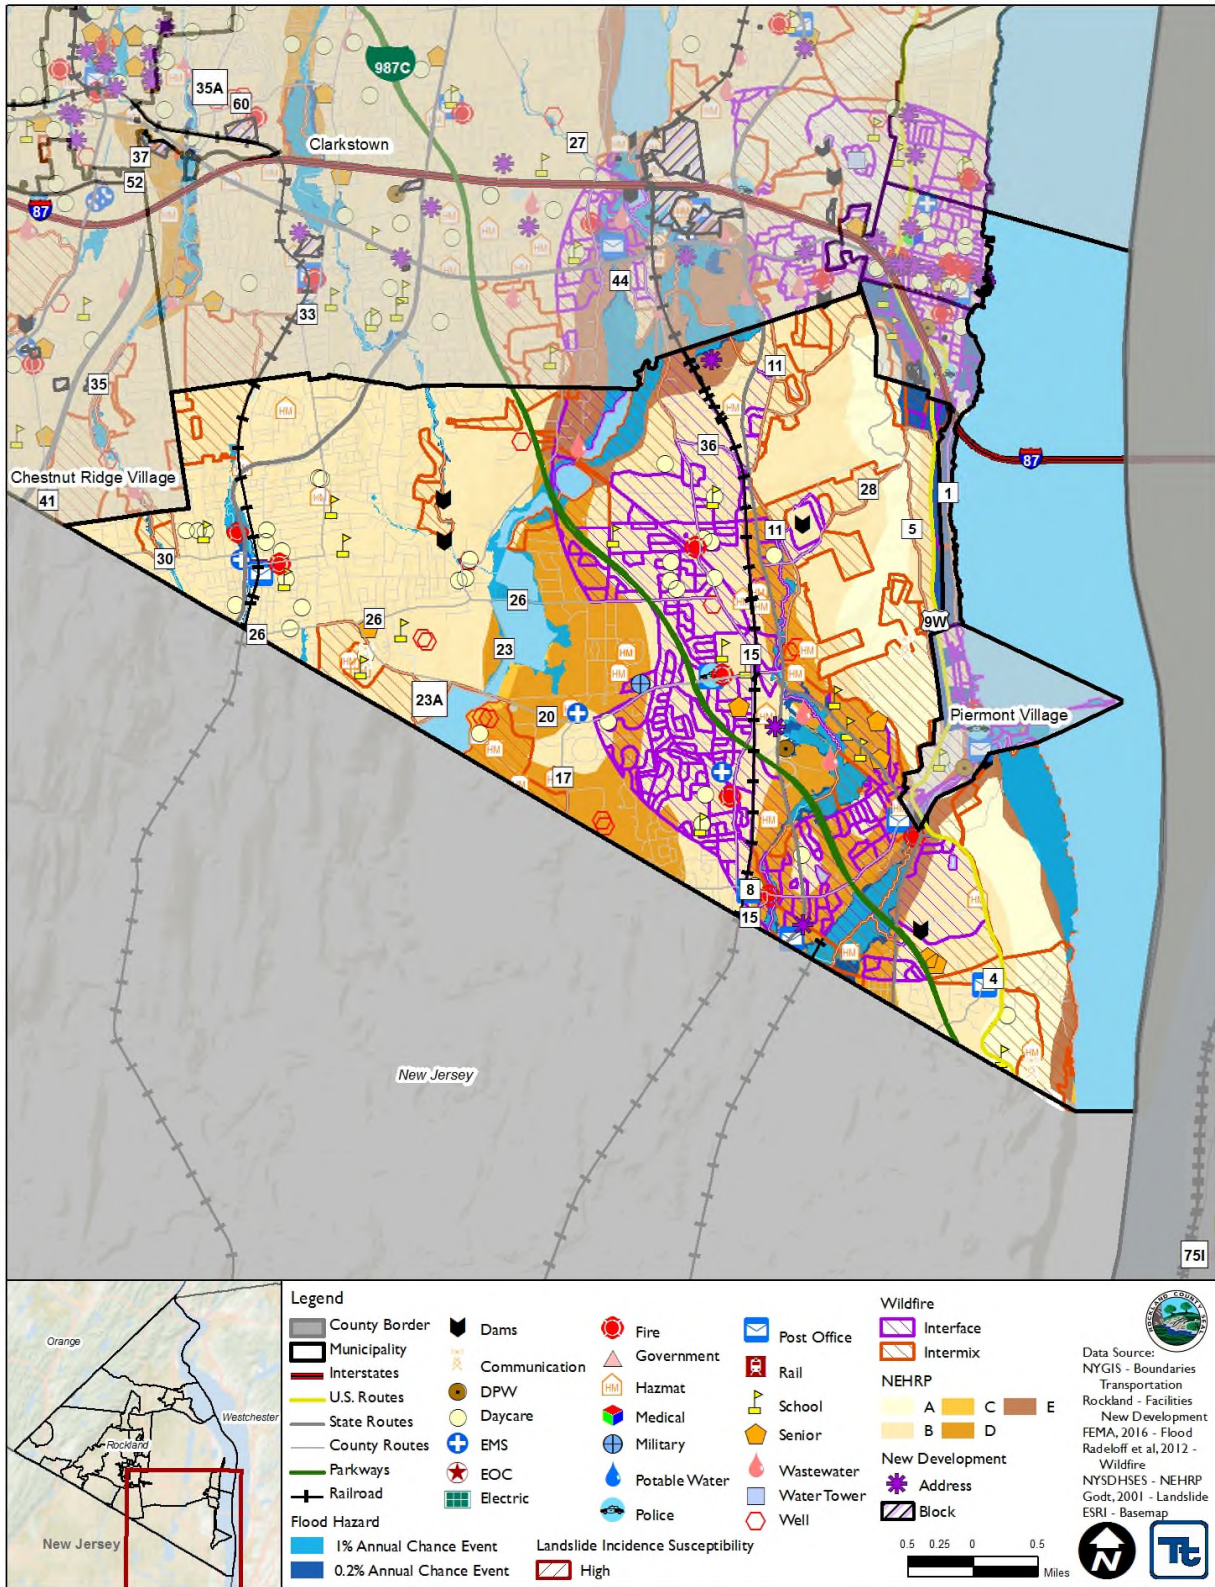 987C
35A
60
Clarkstown
27
37
52
87
44
33
35
11
36
Chestnut Ridge Village
41
28
87
1
30
11
5
26
26
26
9W
23
15
23A
20
Piermont Village
17
8
15
4
New Jersey
75I
Orange
Westchester
Rockland
New Jersey
Legend
County Border
Municipality
Interstates
U.S. Routes
State Routes
County Routes
Parkways
Railroad
Flood Hazard
1% Annual Chance Event
0.2% Annual Chance Event
Dams
Communication
DPW
Daycare
EMS
EOC
Electric
Fire
Government
HM Hazmat
Medical
Military
Potable Water
Police
Landslide Incidence Susceptibility
High
Post Office
Rail
School
Senior
Wastewater
Water Tower
Well
Wildfire
Interface
Intermix
NEHRP
A C E
B D
New Development
Address
Block
0.5 0.25 0 0.5
Miles
ROCKLAND COUNTY SEAL
Data Source:
NYGIS - Boundaries
Transportation
Rockland - Facilities
New Development
FEMA, 2016 - Flood
Radeloff et al, 2012 -
Wildfire
NYSDHSES - NEHRP
Godt, 2001 - Landslide
ESRI - Basemap
N
Tt